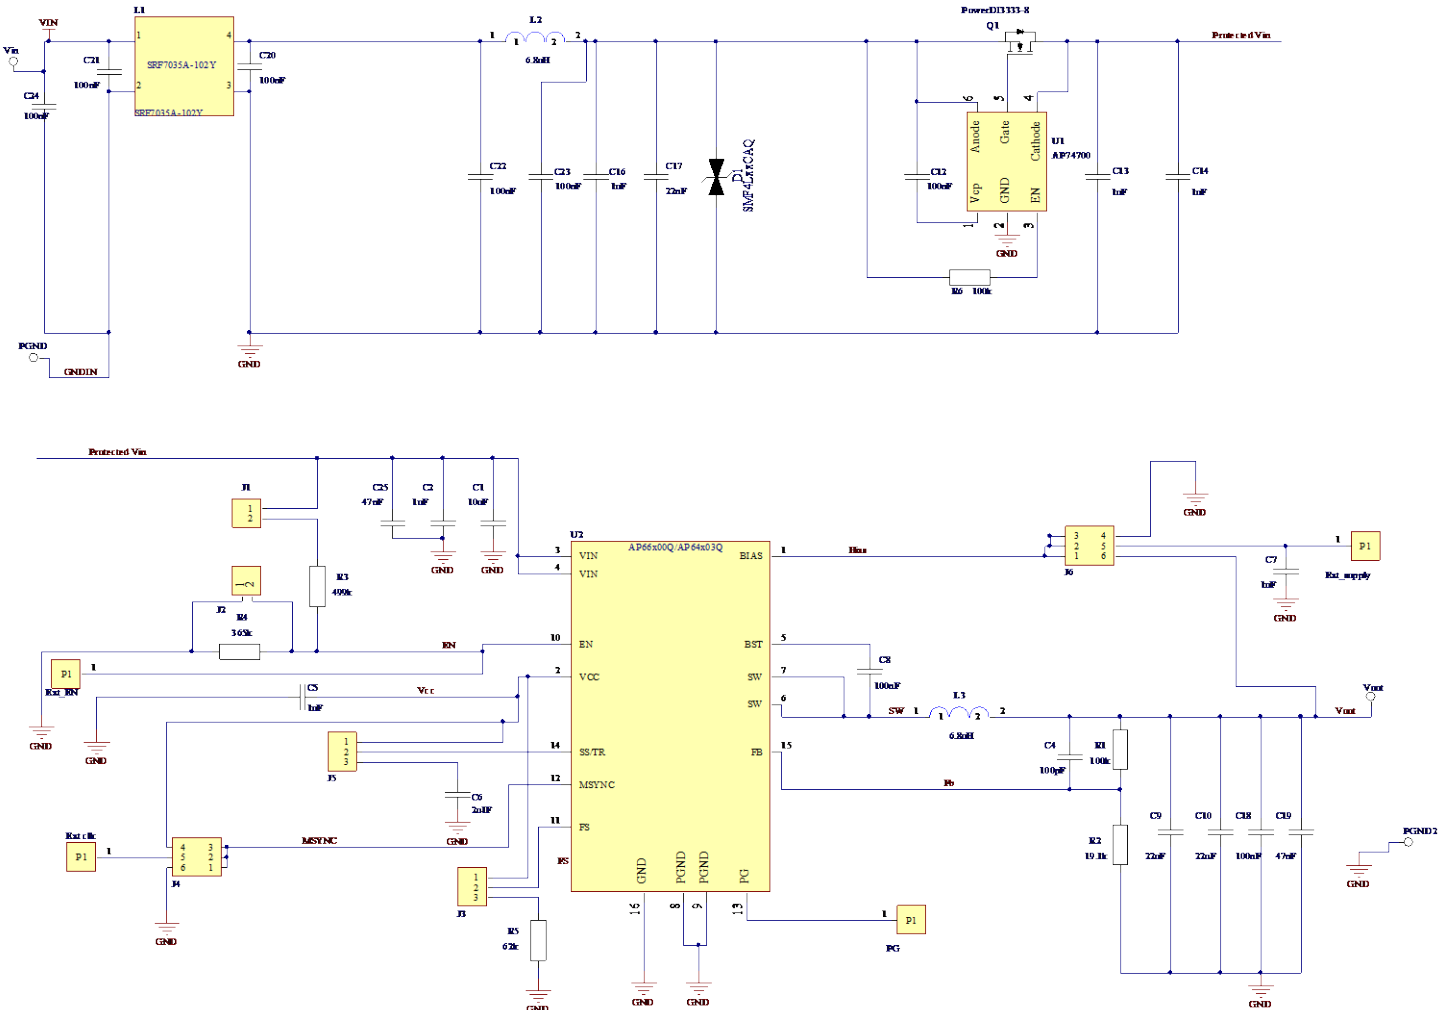 PowerDI3333-8
L1
VIN
L2
Q1
Vin
1
4
1
2
2
Protected Vin
C21
SRF7035A-102Y
C20
6.8uH
100nF
2
3
100nF
C24
SRF7035A-102Y
100nF
6
5
4
Anode
Gate
Cathode
U1
AP74700
C22
C23
C16
C17
D1
SMF4LxxCAQ
C12
C13
C14
100nF
100nF
1uF
22uF
100nF
1uF
1uF
Vcp
GND
EN
1
2
3
GND
R6
100k
PGND
GND
GNDIN
Protected Vin
J1
C25
C2
C1
1
47nF
1uF
10uF
2
GND
U2
AP66x00Q/AP64x03Q
3
VIN
BIAS
1
Bias
3
4
1
P1
2
5
1
6
4
VIN
GND
GND
J6
C7
Ext_supply
1
2
R3
1uF
499k
J2
R4
GND
365k
EN
10
EN
BST
5
P1
1
C8
Ext_EN
2
VCC
SW
7
100nF
C5
Vcc
Vout
1uF
SW
6
SW
1
L3
2
1
2
Vout
GND
GND
6.8uH
1
C4
R1
2
14
SS/TR
FB
15
100pF
100k
3
J5
12
MSYNC
Fb
C6
C9
C10
C18
C19
11
FS
GND
Ext clk
MSYNC
R2
PGND2
P1
1
4
3
5
2
6
1
19.1k
22uF
22uF
100nF
47nF
FS
J4
1
GND
PGND
PGND
PG
GND
2
3
16
8
9
13
1
P1
J3
GND
R5
PG
62k
GND
GND
GND
GND